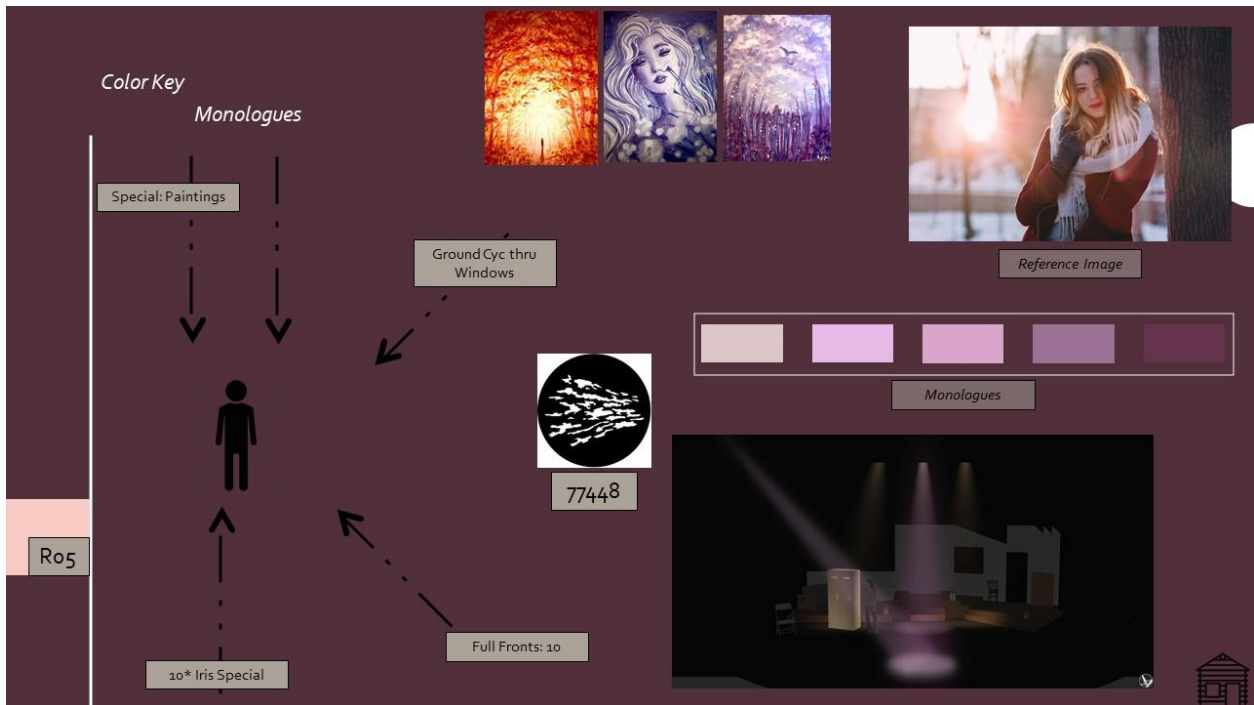 Color Key
Monologues
Special: Paintings
Ground Cyc thru
Windows
Reference Image
Monologues
77448
R05
Full Fronts: 10
10* Iris Special